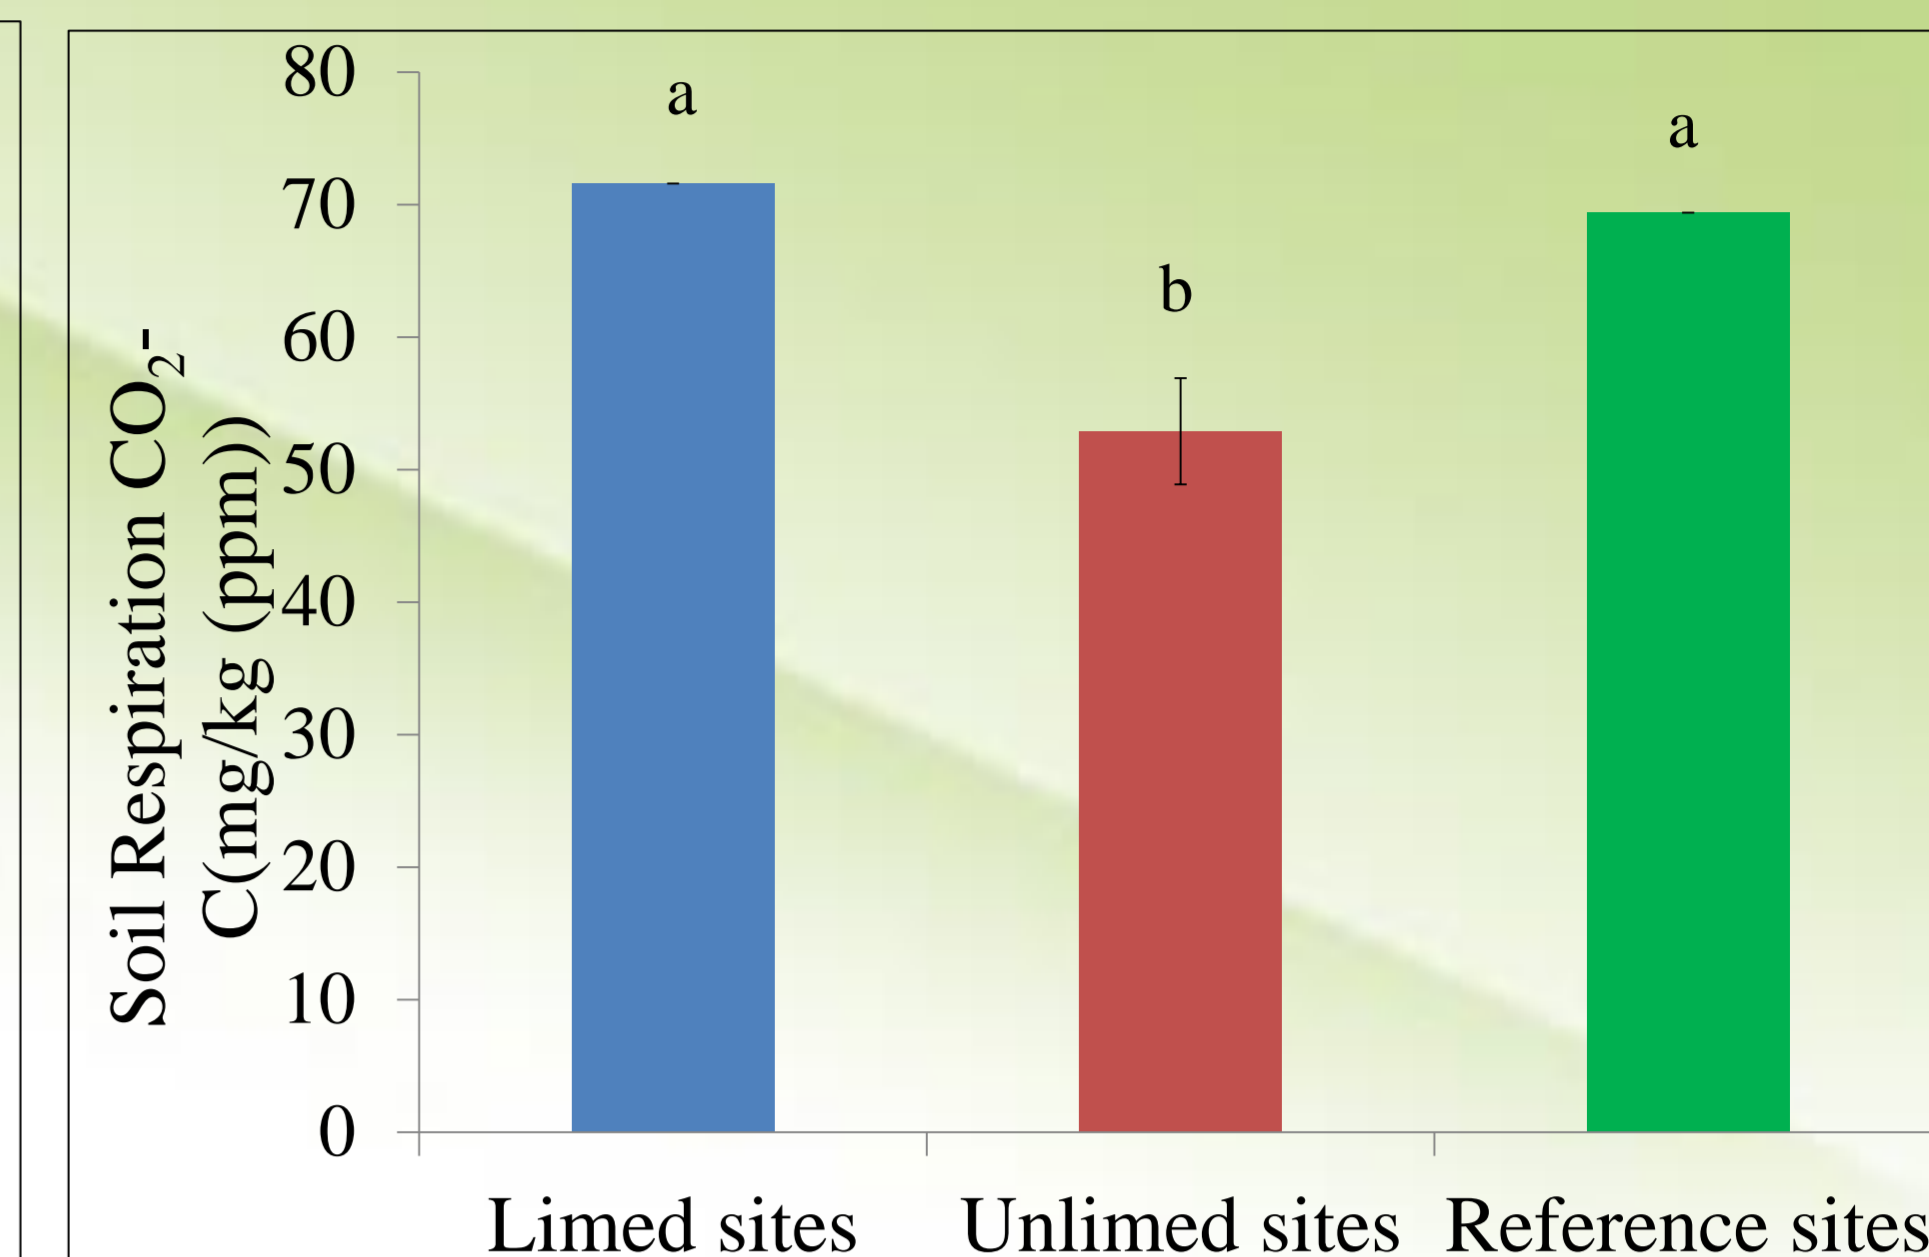 80
70
60
50
40
30
20
10
0
Soil Respiration CO₂-
C(mg/kg (ppm))
a
b
a
Limed sites
Unlimed sites
Reference sites